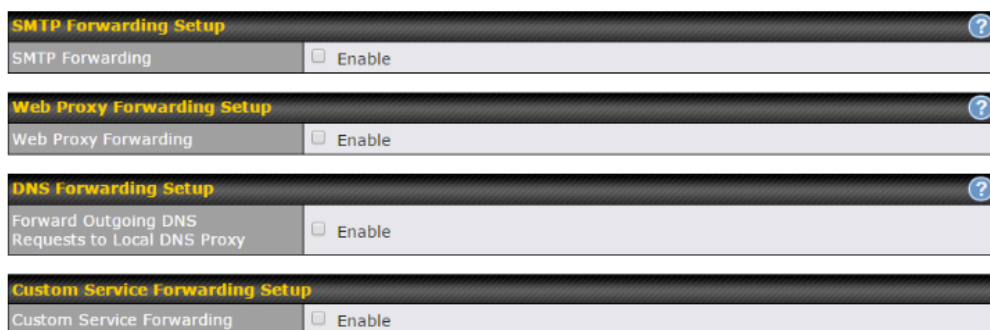 SMTP Forwarding Setup
?
SMTP Forwarding Enable
Web Proxy Forwarding Setup
?
Web Proxy Forwarding Enable
DNS Forwarding Setup
?
Forward Outgoing DNS
Requests to Local DNS Proxy Enable
Custom Service Forwarding Setup
Custom Service Forwarding Enable